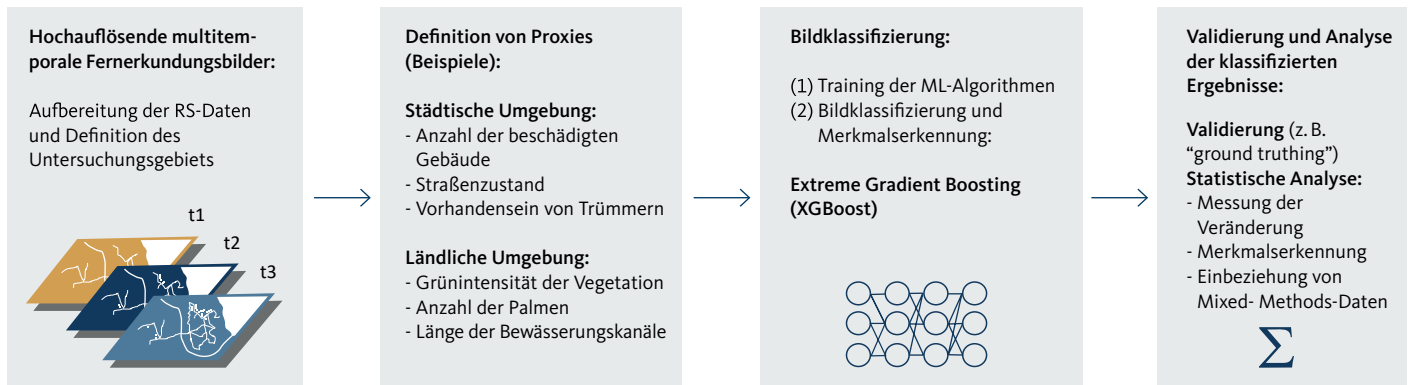 Hochauflösende multitem-
porale Fernerkundungsbilder:
Aufbereitung der RS-Daten
und Definition des
Untersuchungsgebiets
t1
t2
t3
Definition von Proxies
(Beispiele):
Städtische Umgebung:
- Anzahl der beschädigten
Gebäude
- Straßenzustand
- Vorhandensein von Trümmern
Ländliche Umgebung:
- Grünintensität der Vegetation
- Anzahl der Palmen
- Länge der Bewässerungskanäle
Bildklassifizierung:
(1) Training der ML-Algorithmen
(2) Bildklassifizierung und
Merkmalserkennung:
Extreme Gradient Boosting
(XGBoost)
Validierung und Analyse
der klassifizierten
Ergebnisse:
Validierung (z. B.
“ground truthing”)
Statistische Analyse:
- Messung der
Veränderung
- Merkmalserkennung
- Einbeziehung von
Mixed- Methods-Daten
Σ